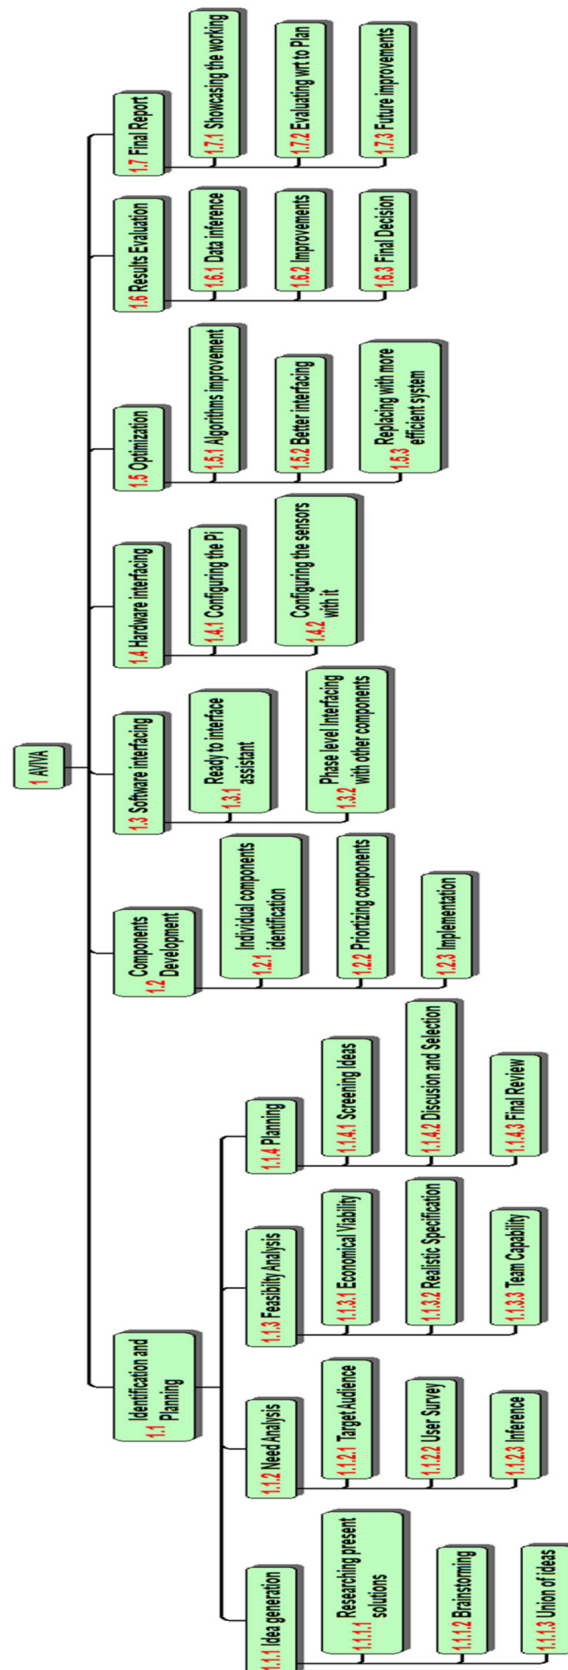 1 AVIVA
1.1 Identification and
Planning
1.1.1 Idea generation
1.1.1.1 Researching present
solutions
1.1.1.2 Brainstorming
1.1.1.3 Union of ideas
1.1.2 Need Analysis
1.1.2.1 Target Audience
1.1.2.2 User Survey
1.1.2.3 Inference
1.1.3 Feasibilty Analysis
1.1.3.1 Economical Viability
1.1.3.2 Realistic Specification
1.1.3.3 Team Capability
1.1.4 Planning
1.1.4.1 Screening Ideas
1.1.4.2 Discusion and Selection
1.1.4.3 Final Review
1.2 Components
Development
1.2.1 Individual components
identification
1.2.2 Priortizing components
1.2.3 Implementation
1.3 Software interfacing
1.3.1 Ready to interface
assistant
1.3.2 Phase level Interfacing
with other components
1.4 Hardware interfacing
1.4.1 Configuring the Pi
1.4.2 Configuring the sensors
with it
1.5 Optimization
1.5.1 Algorithms improvement
1.5.2 Better interfacing
1.5.3 Replacing with more
efficient system
1.6 Results Evaluation
1.6.1 Data inference
1.6.2 Improvements
1.6.3 Final Decision
1.7 Final Report
1.7.1 Showcasing the working
1.7.2 Evaluating wrt to Plan
1.7.3 Future improvements